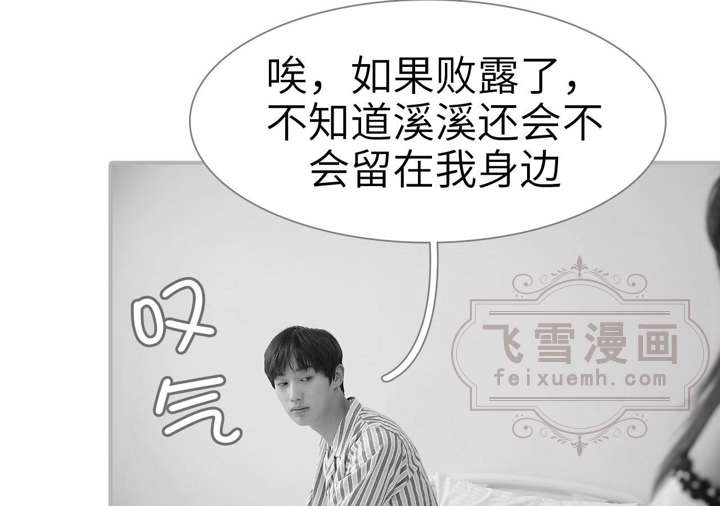 唉，如果败露了，
不知道溪溪还会不
会留在我身边
叹
气
飞雪漫画
feixuemh.com